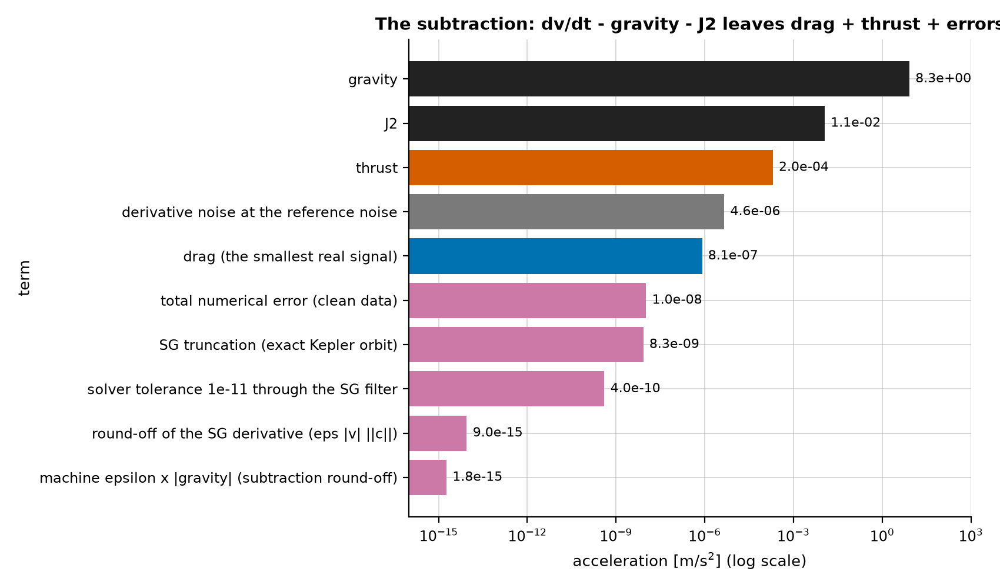 The subtraction: dv/dt - gravity - J2 leaves drag + thrust + errors
gravity 8.3e+00
J2 1.1e-02
thrust 2.0e-04
derivative noise at the reference noise 4.6e-06
drag (the smallest real signal) 8.1e-07
term
total numerical error (clean data) 1.0e-08
SG truncation (exact Kepler orbit) 8.3e-09
solver tolerance 1e-11 through the SG filter 4.0e-10
round-off of the SG derivative (eps |v| ||c||) 9.0e-15
machine epsilon x |gravity| (subtraction round-off) 1.8e-15
10⁻¹⁵ 10⁻¹² 10⁻⁹ 10⁻⁶ 10⁻³ 10⁰ 10³
acceleration [m/s²] (log scale)